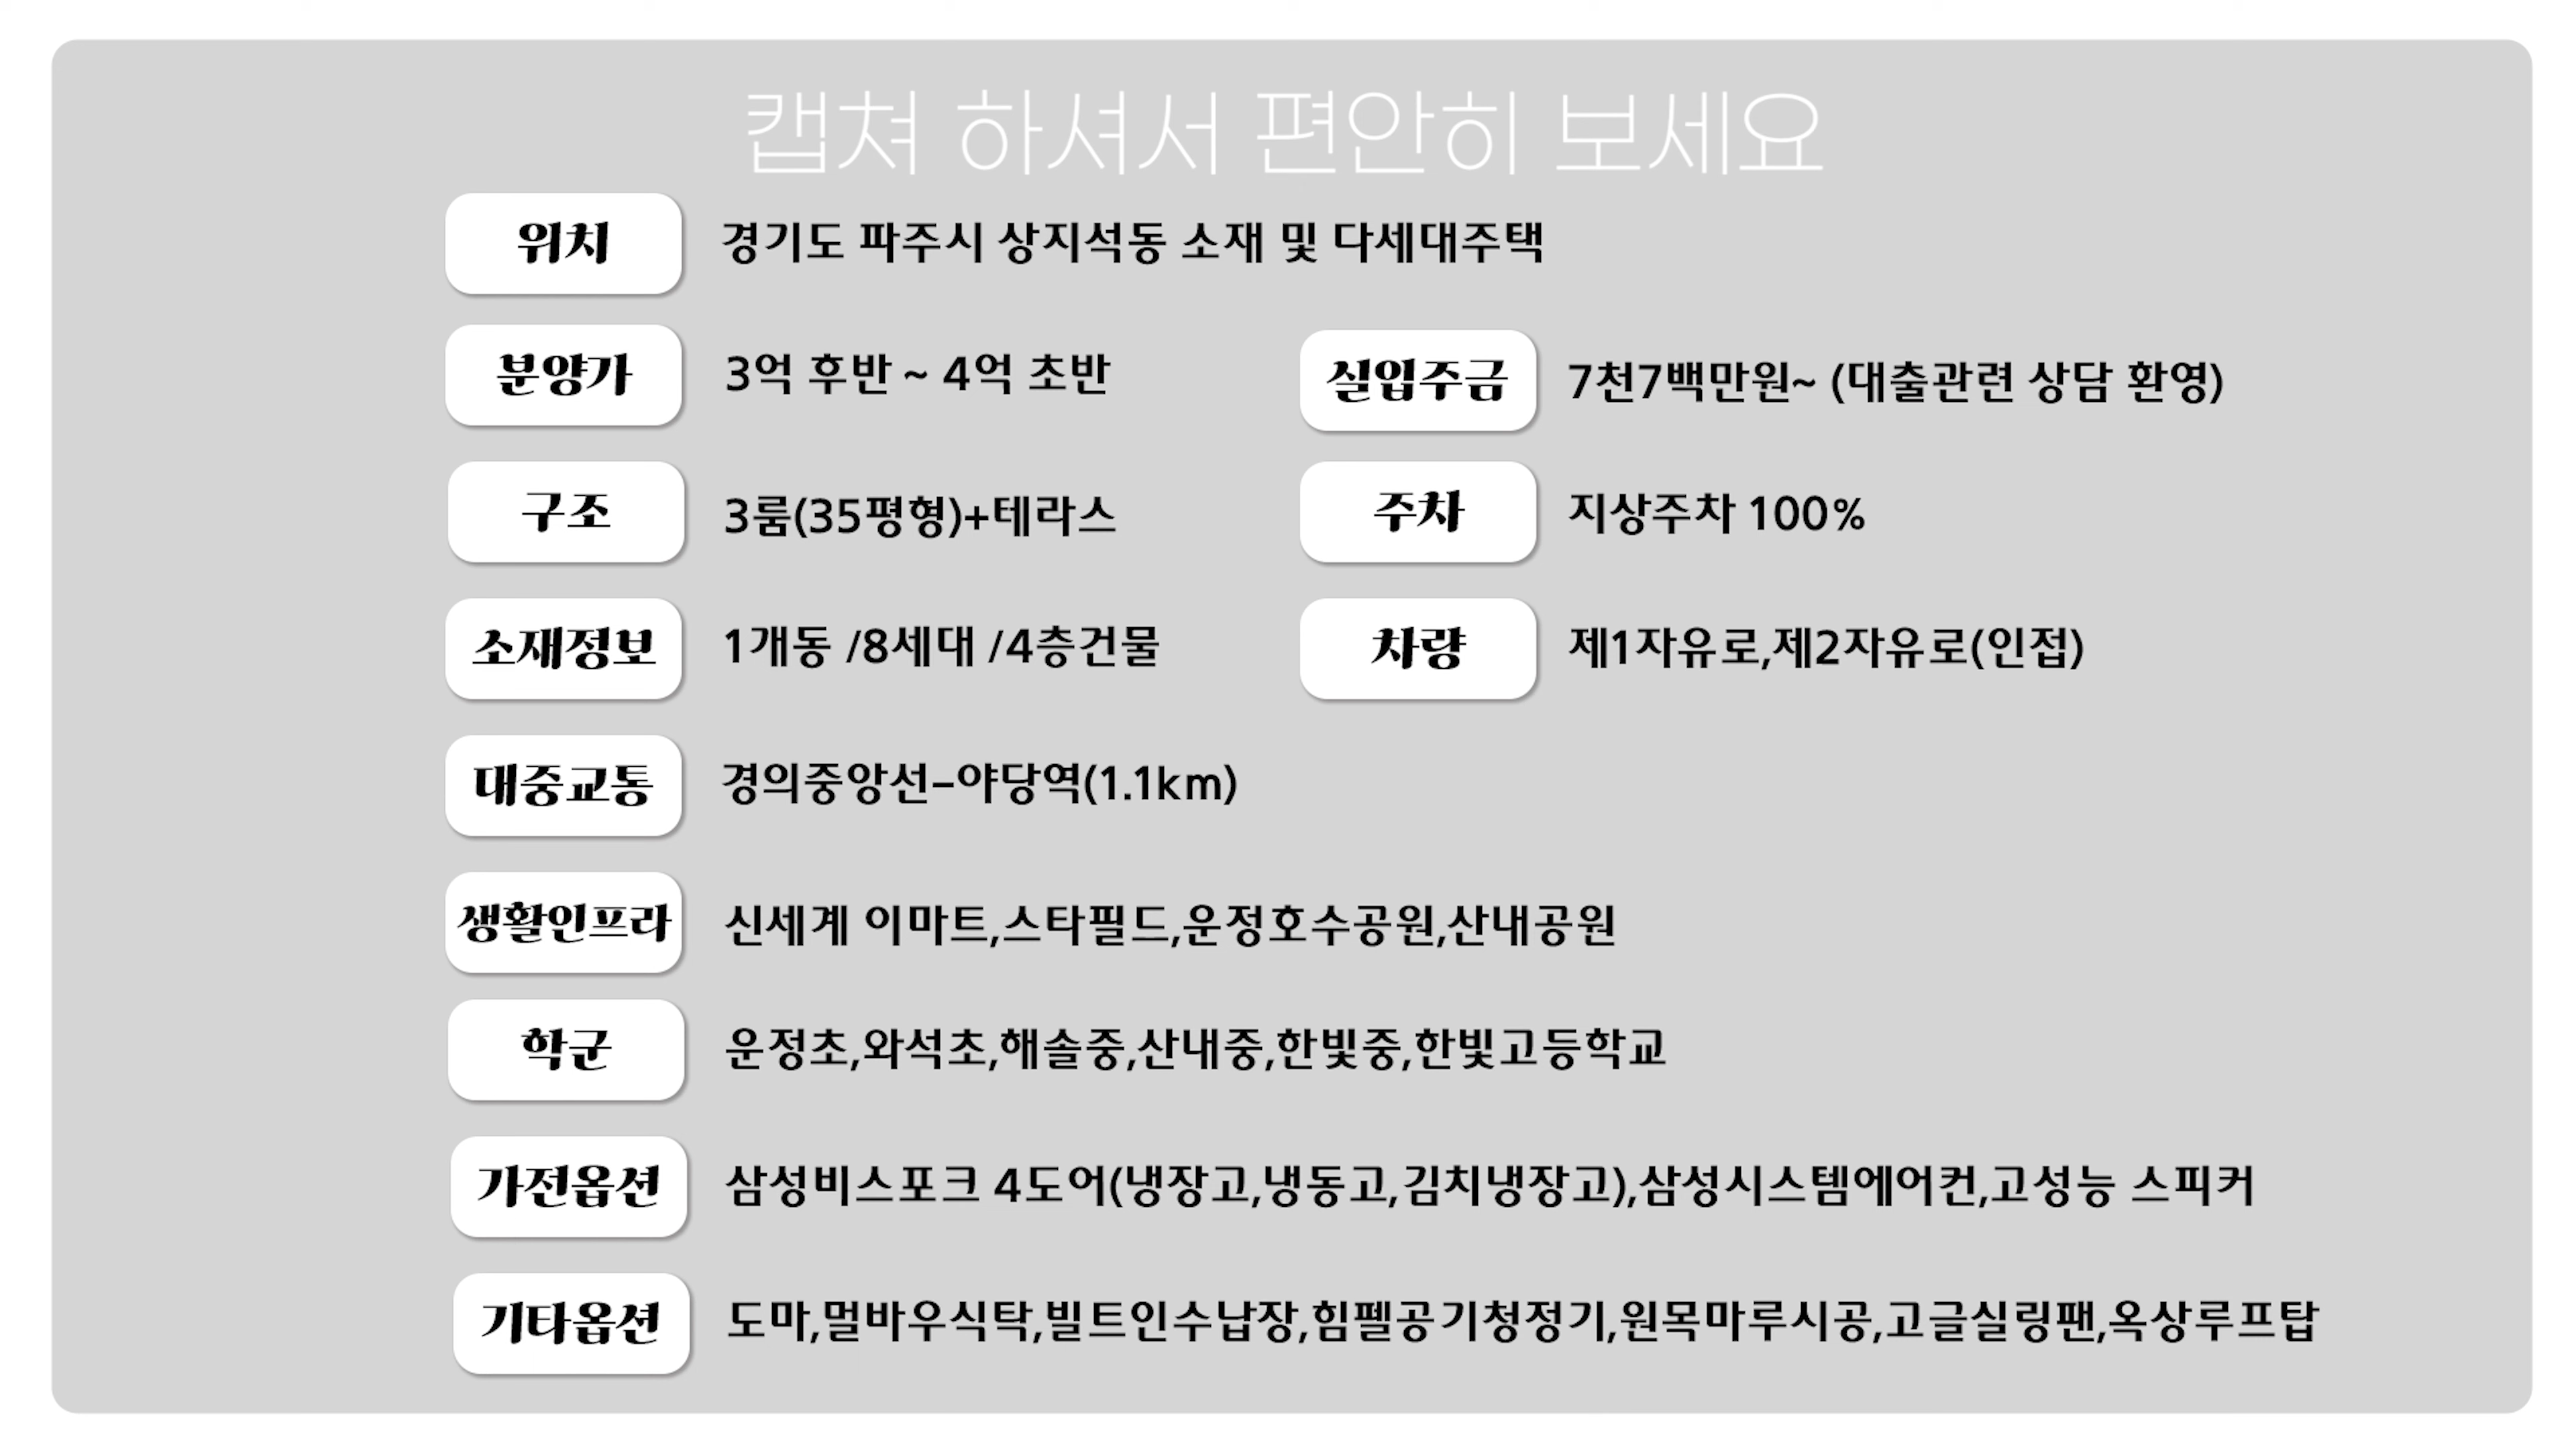 캡쳐 하셔서 편안히 보세요
위치 경기도 파주시 상지석동 소재 및 다세대주택
분양가 3억 후반 ~ 4억 초반 실입주금 7천7백만원~ (대출관련 상담 환영)
구조 3룸(35평형)+테라스 주차 지상주차 100%
소재정보 1개동 /8세대 /4층건물 차량 제1자유로,제2자유로(인접)
대중교통 경의중앙선-야당역(1.1km)
생활인프라 신세계 이마트,스타필드,운정호수공원,산내공원
학군 운정초,와석초,해솔중,산내중,한빛중,한빛고등학교
가전옵션 삼성비스포크 4도어(냉장고,냉동고,김치냉장고),삼성시스템에어컨,고성능 스피커
기타옵션 도마,멀바우식탁,빌트인수납장,힘펠공기청정기,원목마루시공,고글실링팬,옥상루프탑